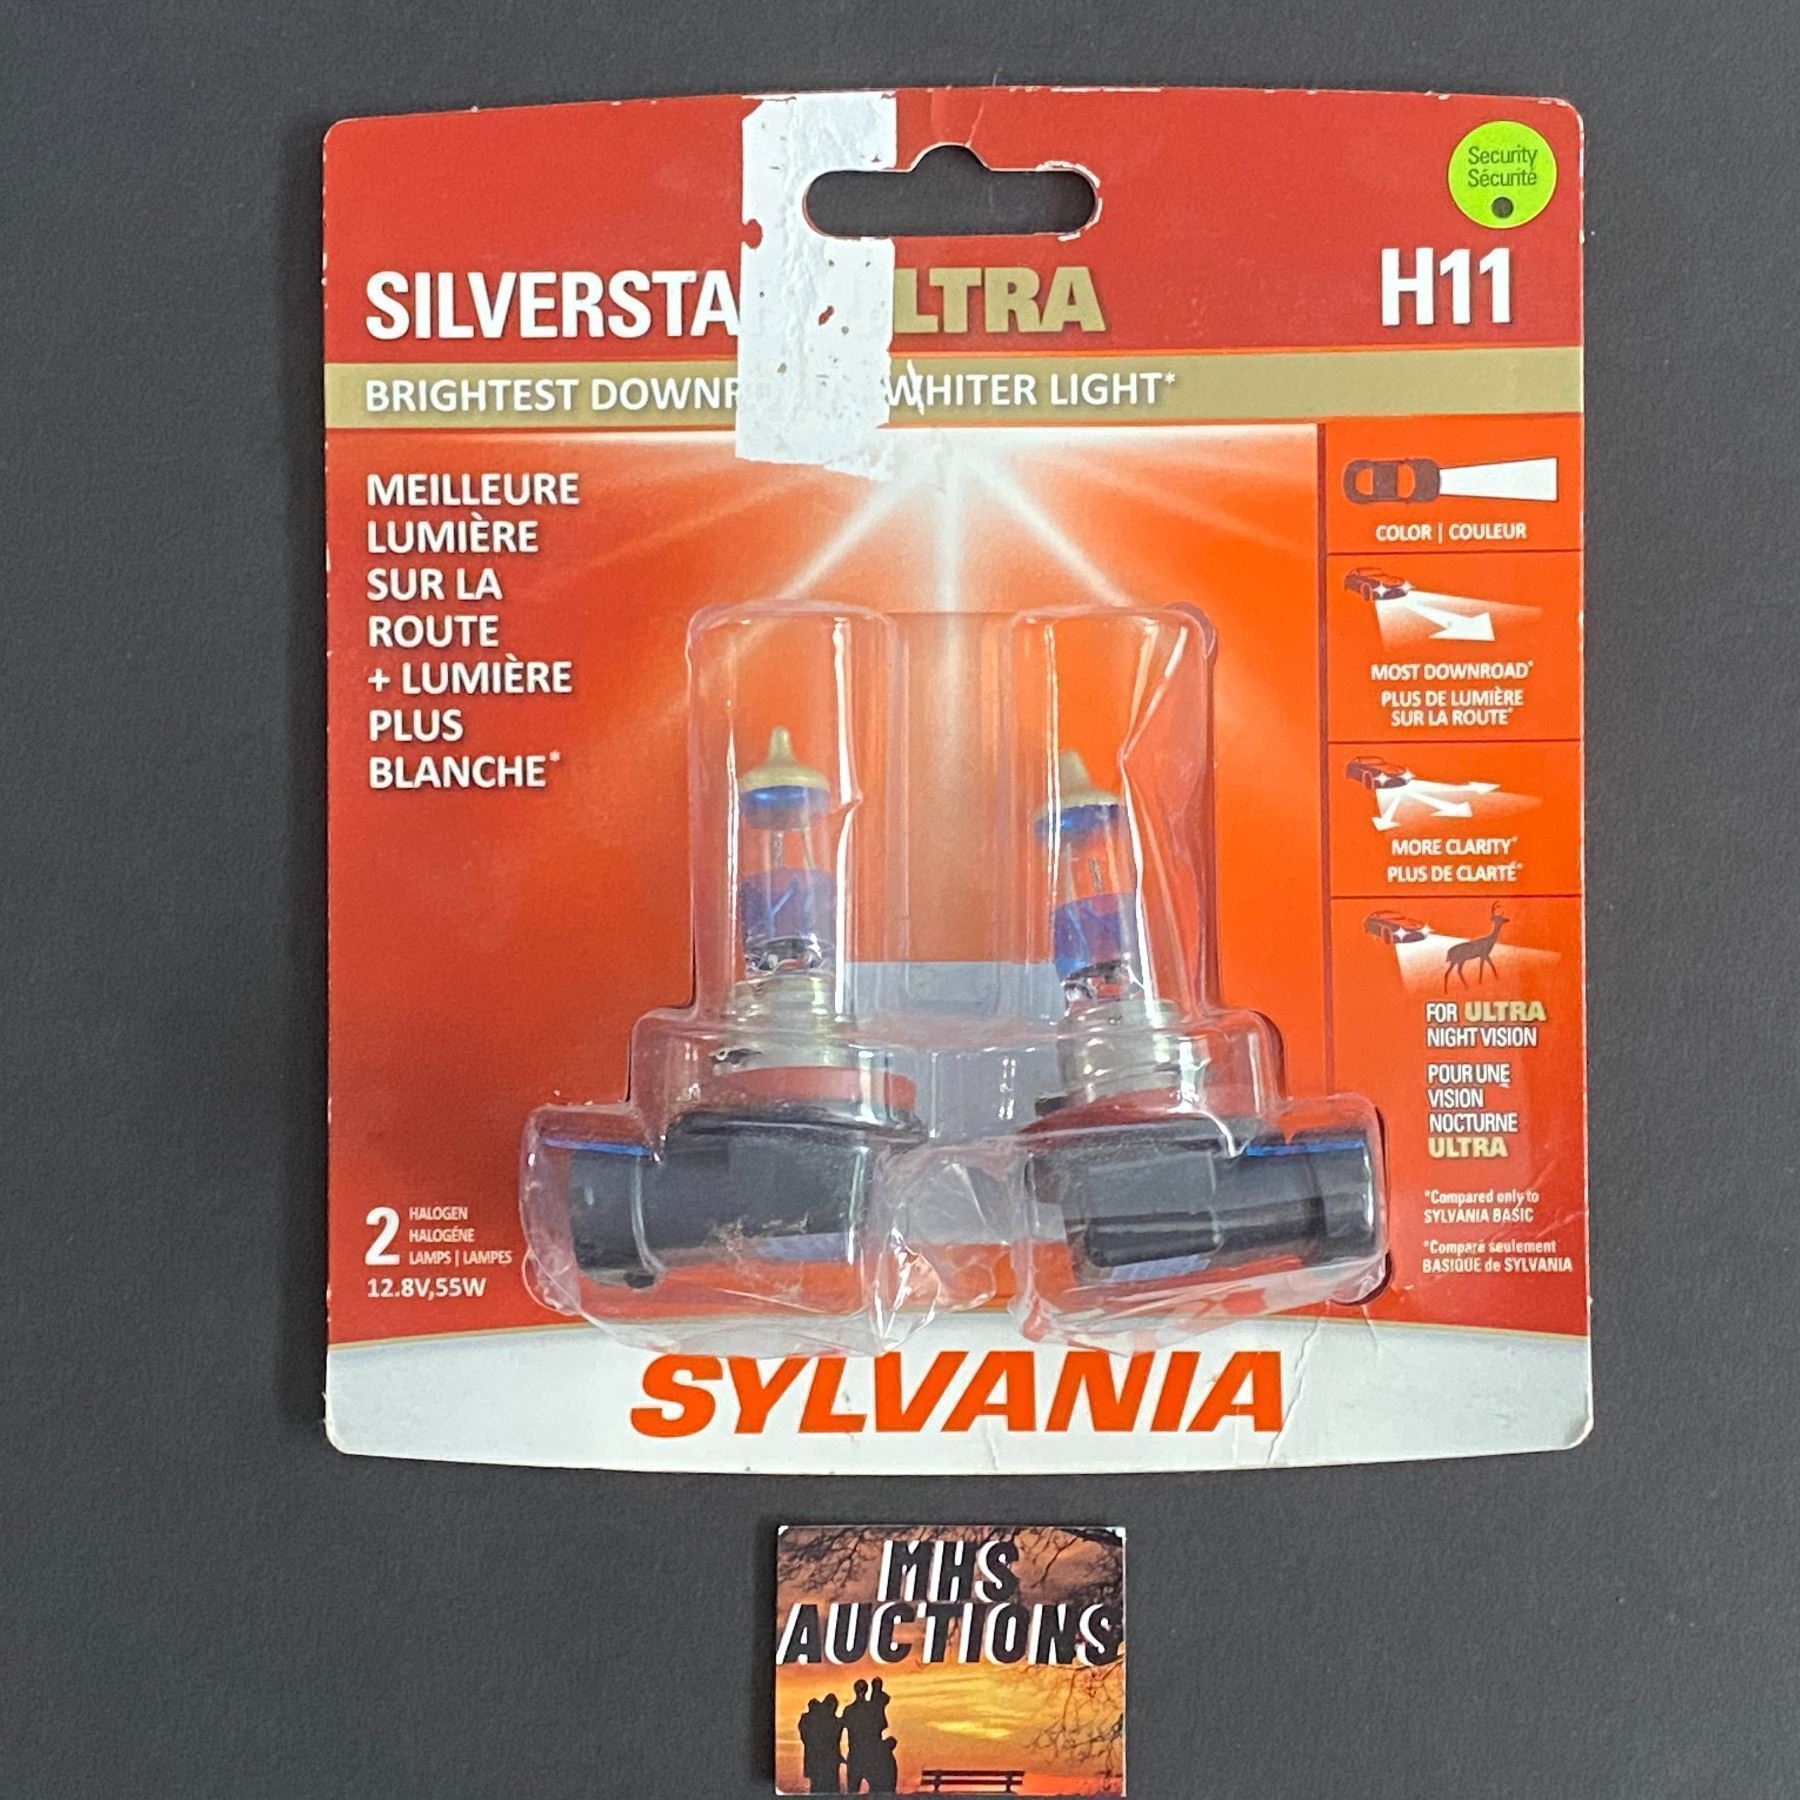 Security
Sécurité
SILVERSTA LTRA
H11
BRIGHTEST DOWNR WHITER LIGHT*
MEILLEURE
LUMIÈRE
SUR LA
ROUTE
+ LUMIÈRE
PLUS
BLANCHE*
COLOR | COULEUR
MOST DOWNROAD*
PLUS DE LUMIÈRE
SUR LA ROUTE*
MORE CLARITY*
PLUS DE CLARTÉ*
FOR ULTRA
NIGHT VISION
POUR UNE
VISION
NOCTURNE
ULTRA
*Compared only to
SYLVANIA BASIC
*Comparé seulement
BASIQUE de SYLVANIA
2 HALOGEN
HALOGÉNE
LAMPS | LAMPES
12.8V,55W
SYLVANIA
MHS
AUCTIONS